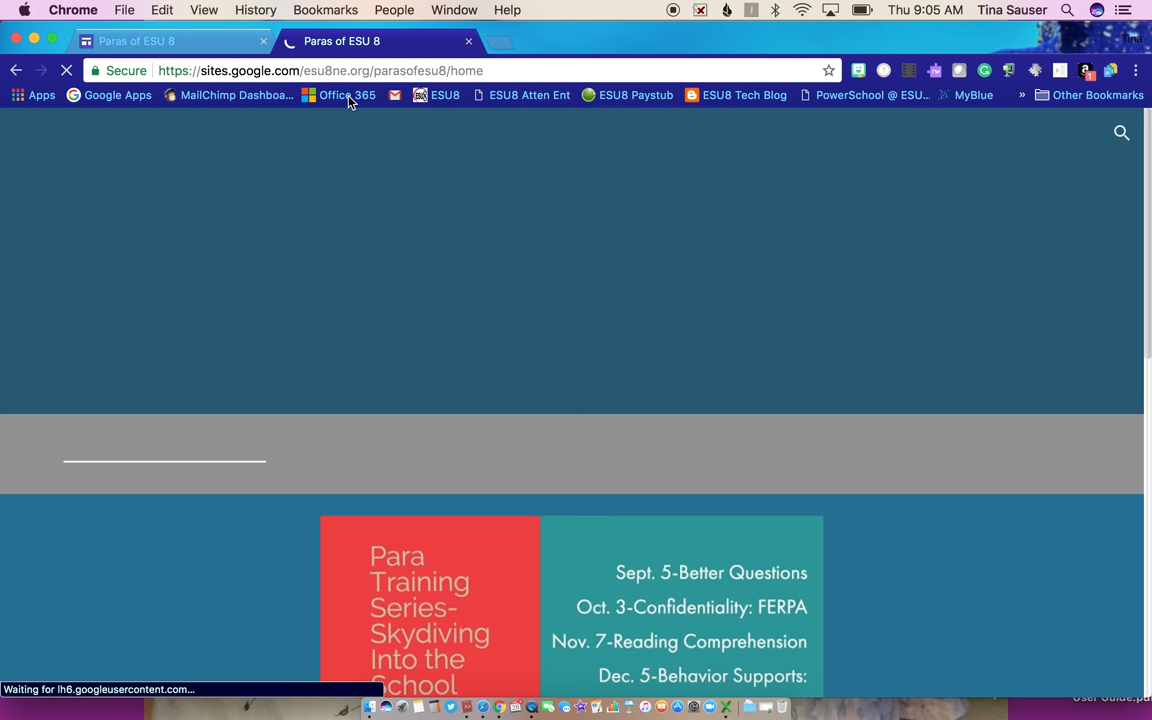 Chrome File Edit View History Bookmarks People Window Help Thu 9:05 AM Tina Sauser
Paras of ESU 8 Paras of ESU 8 Tina
Secure https://sites.google.com/esu8ne.org/parasofesu8/home
Apps Google Apps MailChimp Dashboa... Office 365 ESU8 ESU8 Atten Ent ESU8 Paystub ESU8 Tech Blog PowerSchool @ ESU... MyBlue » Other Bookmarks
Para
Training
Series-
Skydiving
Into the
School
Sept. 5-Better Questions
Oct. 3-Confidentiality: FERPA
Nov. 7-Reading Comprehension
Dec. 5-Behavior Supports:
Waiting for lh6.googleusercontent.com...